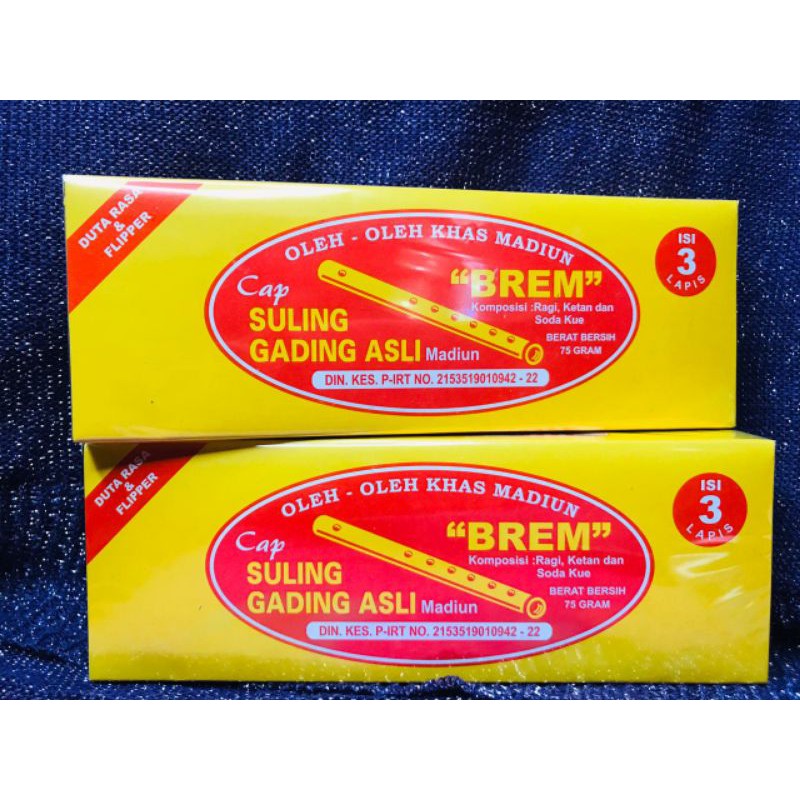 DUTA RASA
&
FLIPPER
OLEH - OLEH KHAS MADIUN
Cap
SULING
GADING ASLI Madiun
"BREM"
Komposisi :Ragi, Ketan dan
Soda Kue
BERAT BERSIH
75 GRAM
DIN. KES. P-IRT NO. 2153519010942 - 22
ISI
3
LAPIS
DUTA RASA
&
FLIPPER
OLEH - OLEH KHAS MADIUN
Cap
SULING
GADING ASLI Madiun
"BREM"
Komposisi :Ragi, Ketan dan
Soda Kue
BERAT BERSIH
75 GRAM
DIN. KES. P-IRT NO. 2153519010942 - 22
ISI
3
LAPIS